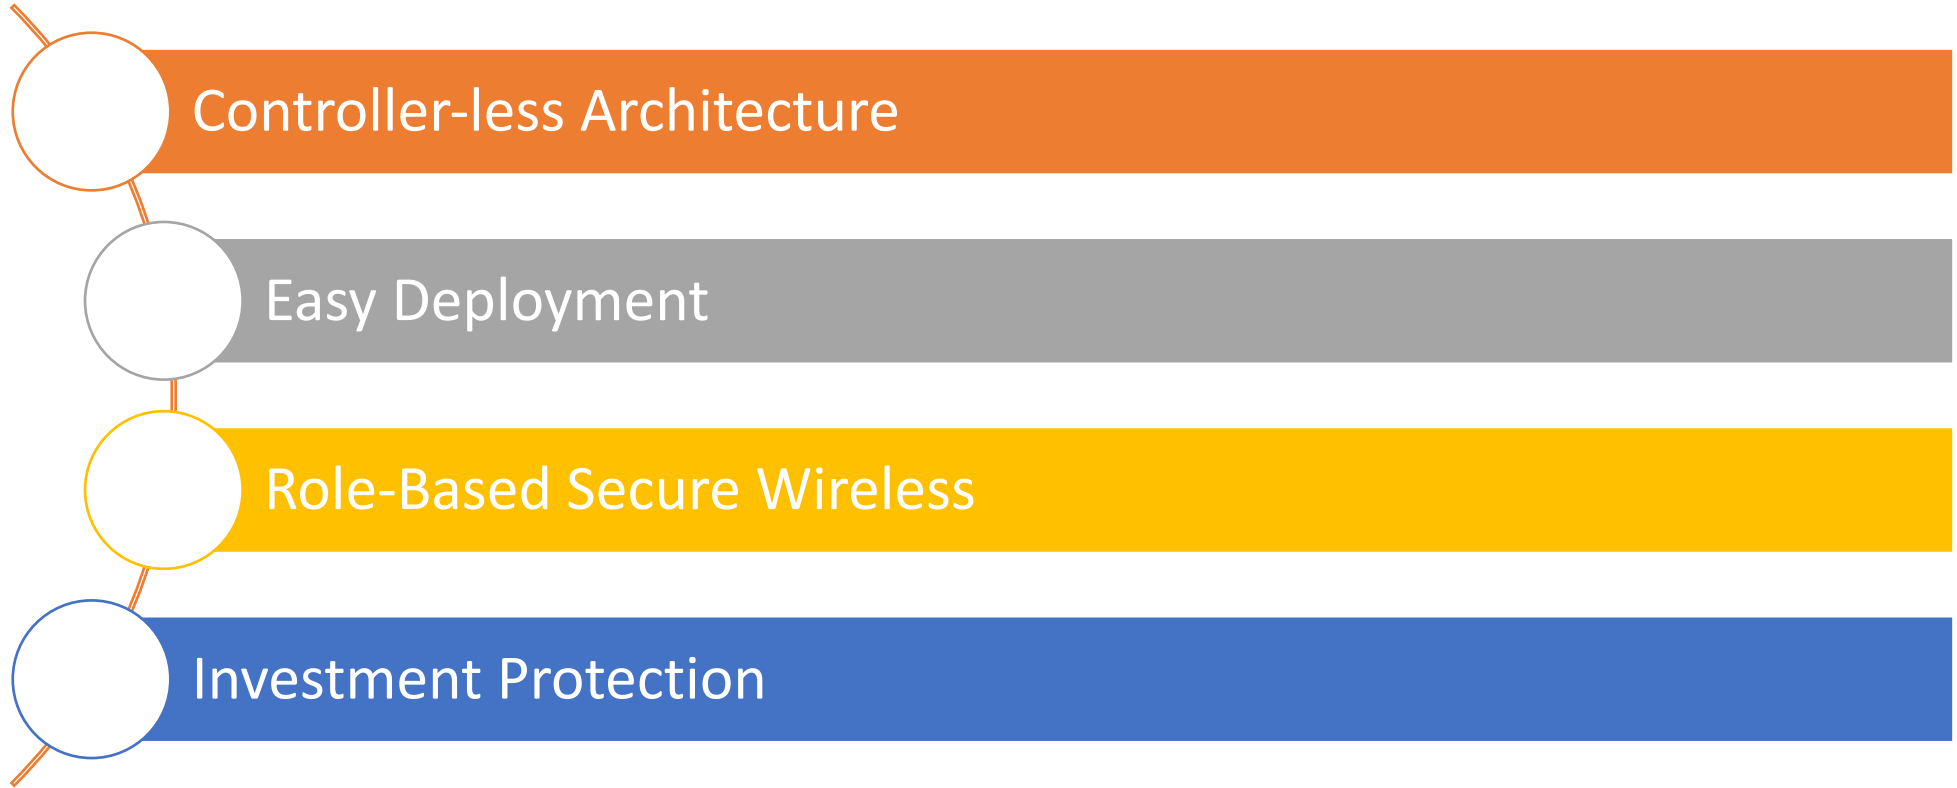 Controller-less Architecture
Easy Deployment
Role-Based Secure Wireless
Investment Protection